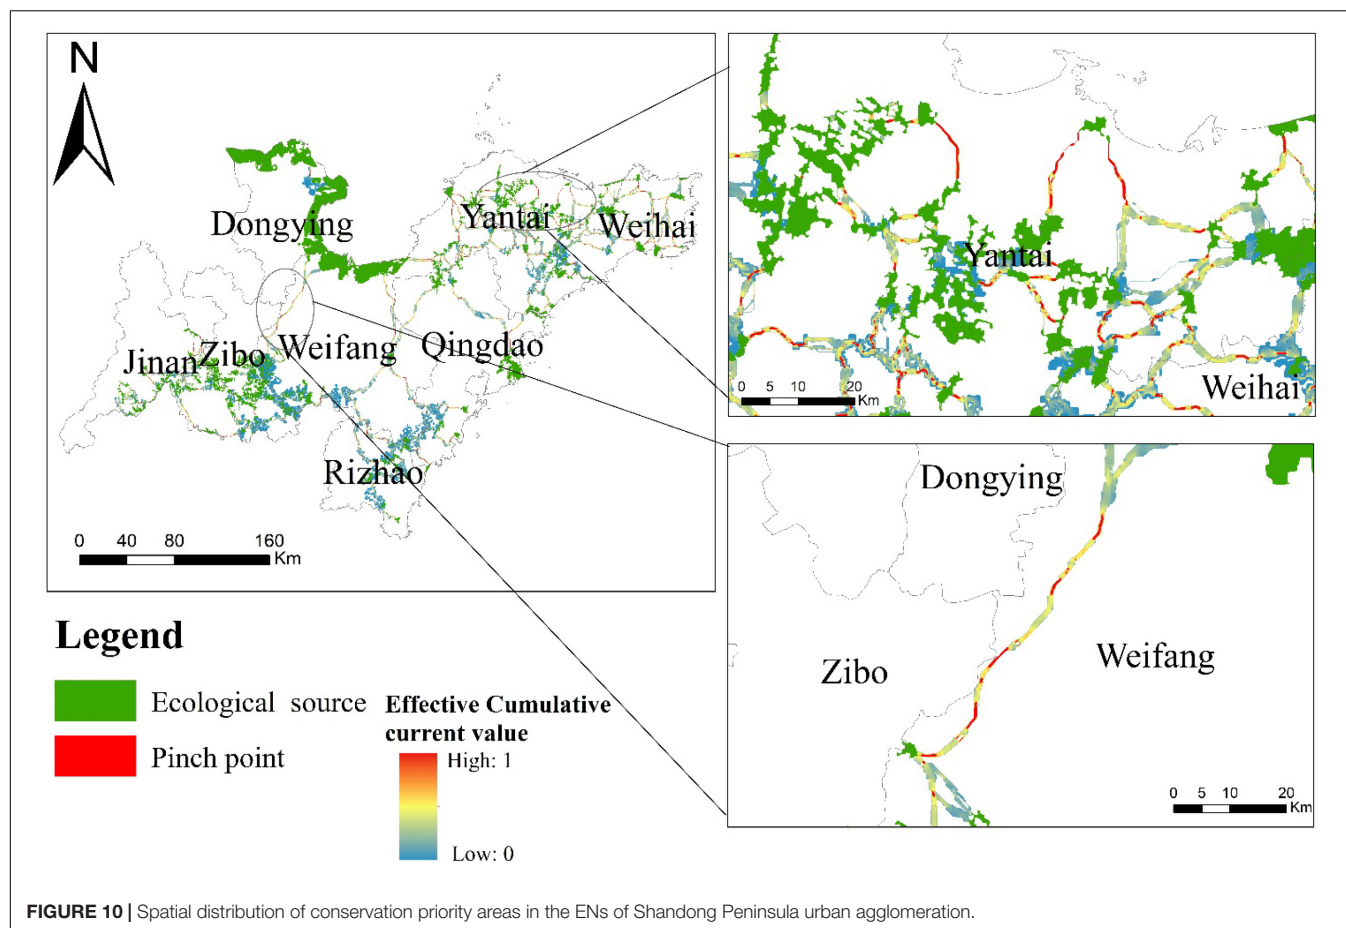 N
Dongying
Yantai
Weihai
Jinan
Zibo
Weifang
Qingdao
Rizhao
0 40 80 160
Km
Yantai
Weihai
0 5 10 20
Km
Dongying
Zibo
Weifang
0 5 10 20
Km
Legend
Ecological source
Pinch point
Effective Cumulative
current value
High: 1
Low: 0
FIGURE 10 | Spatial distribution of conservation priority areas in the ENs of Shandong Peninsula urban agglomeration.